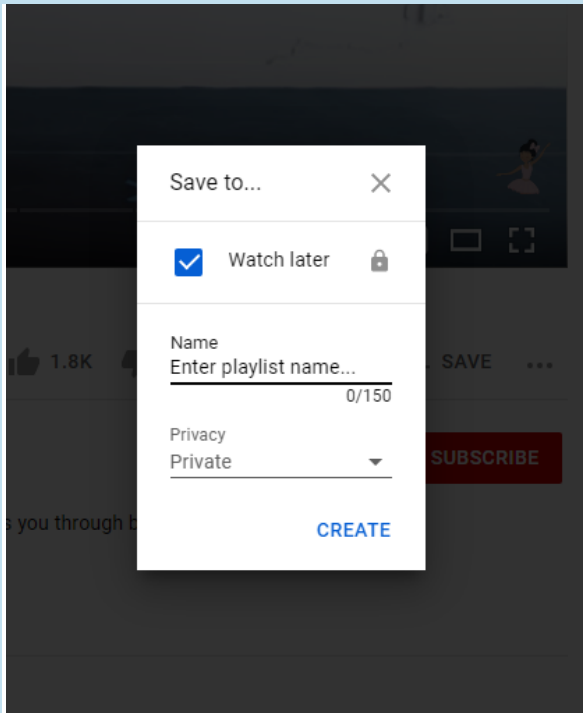 Save to...
Watch later
Name
Enter playlist name...
0/150
Privacy
Private
CREATE
1.8K
SAVE
SUBSCRIBE
you through